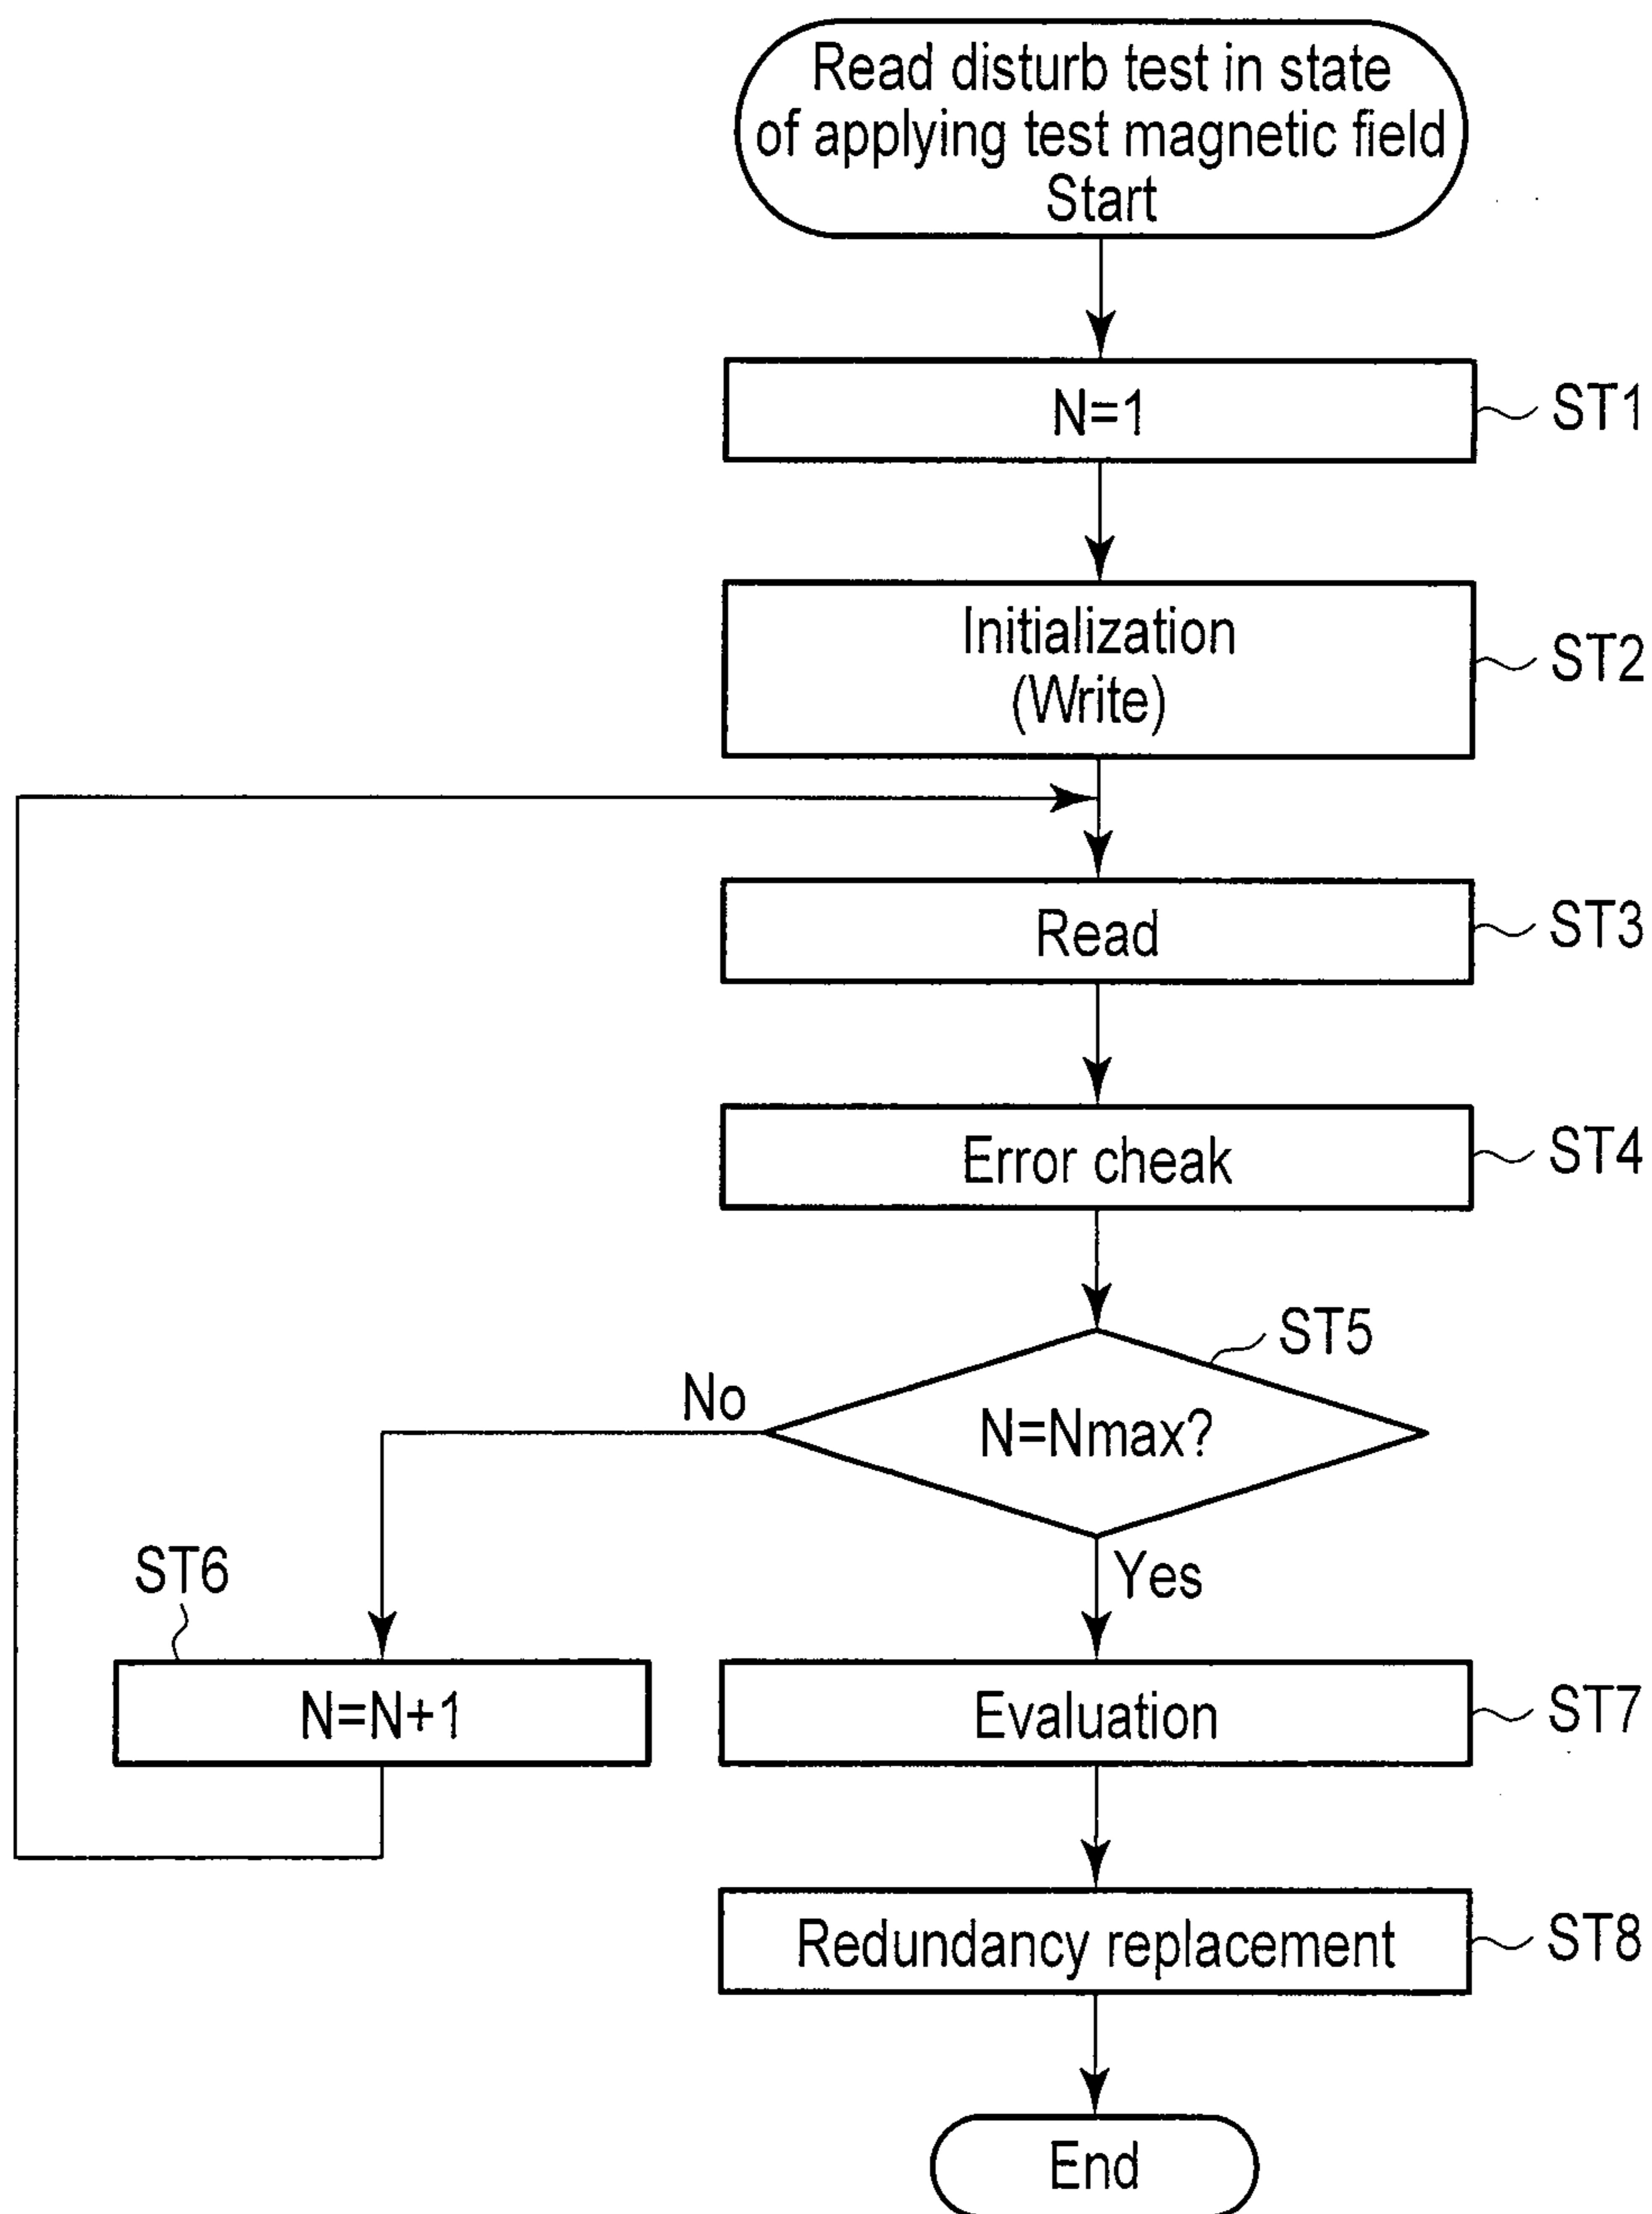 Read disturb test in state
of applying test magnetic field
Start
N=1
ST1
Initialization
(Write)
ST2
Read
ST3
Error cheak
ST4
ST5
No
N=Nmax?
Yes
ST6
N=N+1
Evaluation
ST7
Redundancy replacement
ST8
End